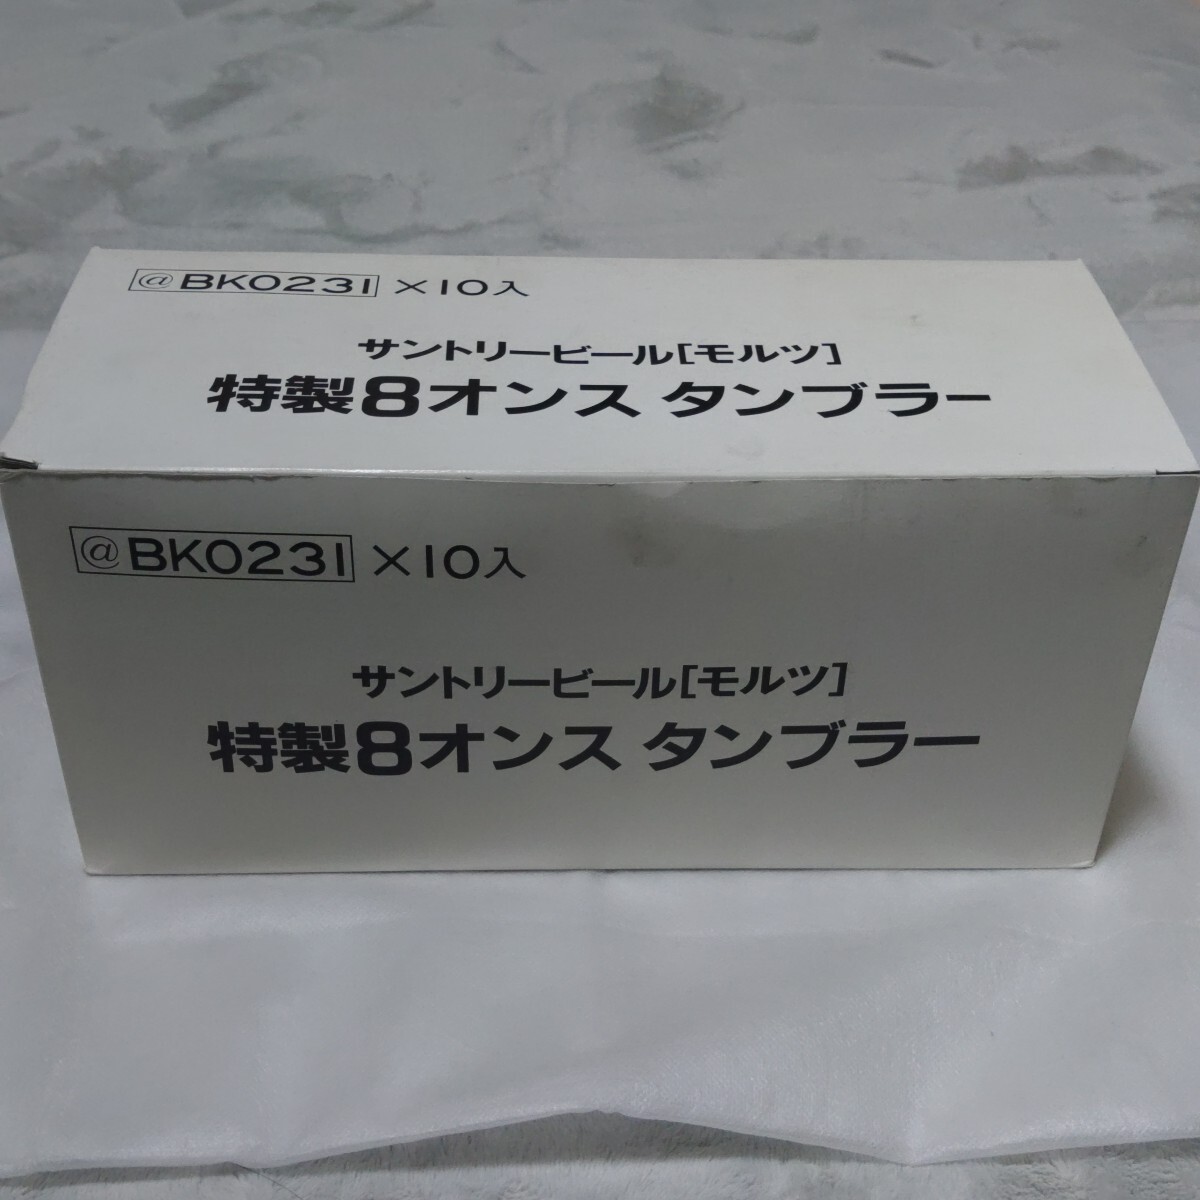 @BK0231 ×10入
サントリービール[モルツ]
特製8オンス タンブラー
@BK0231 ×10入
サントリービール[モルツ]
特製8オンス タンブラー